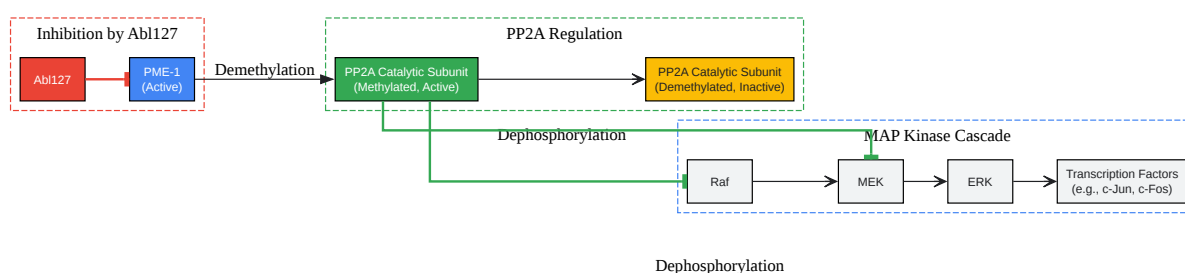 Inhibition by Abl127
PP2A Regulation
Abl127
PME-1
(Active)
Demethylation
PP2A Catalytic Subunit
(Methylated, Active)
PP2A Catalytic Subunit
(Demethylated, Inactive)
Dephosphorylation
MAP Kinase Cascade
Raf
MEK
ERK
Transcription Factors
(e.g., c-Jun, c-Fos)
Dephosphorylation